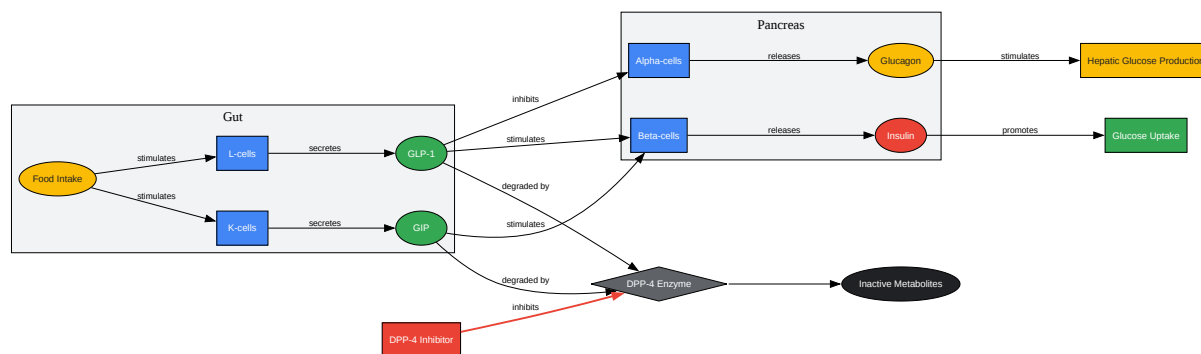 Pancreas
Alpha-cells
releases
Glucagon
stimulates
Hepatic Glucose Production
inhibits
Gut
stimulates
Beta-cells
releases
Insulin
promotes
Glucose Uptake
stimulates
L-cells
secretes
GLP-1
Food Intake
degraded by
stimulates
K-cells
secretes
GIP
stimulates
degraded by
DPP-4 Enzyme
Inactive Metabolites
inhibits
DPP-4 Inhibitor